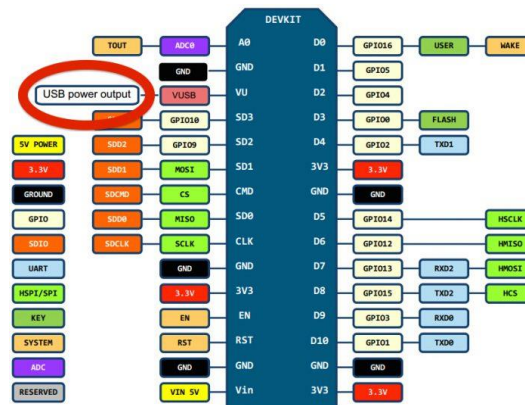 DEVKIT
TOUT ADC0 A0 D0 GPIO16 USER WAKE
GND GND D1 GPIO5
USB power output VUSB VU D2 GPIO4
GPIO10 SD3 D3 GPIO0 FLASH
5V POWER SDD2 GPIO9 SD2 D4 GPIO2 TXD1
3.3V SDD1 MOSI SD1 3V3 3.3V
GROUND SDCMD CS CMD GND GND
GPIO SDD0 MISO SD0 D5 GPIO14 HSCLK
SDIO SDCLK SCLK CLK D6 GPIO12 HMISO
UART GND GND D7 GPIO13 RXD2 HMOSI
HSPI/SPI 3.3V 3V3 D8 GPIO15 TXD2 HCS
KEY EN EN D9 GPIO3 RXD0
SYSTEM RST RST D10 GPIO1 TXD0
ADC GND GND GND GND
RESERVED VIN 5V Vin 3V3 3.3V